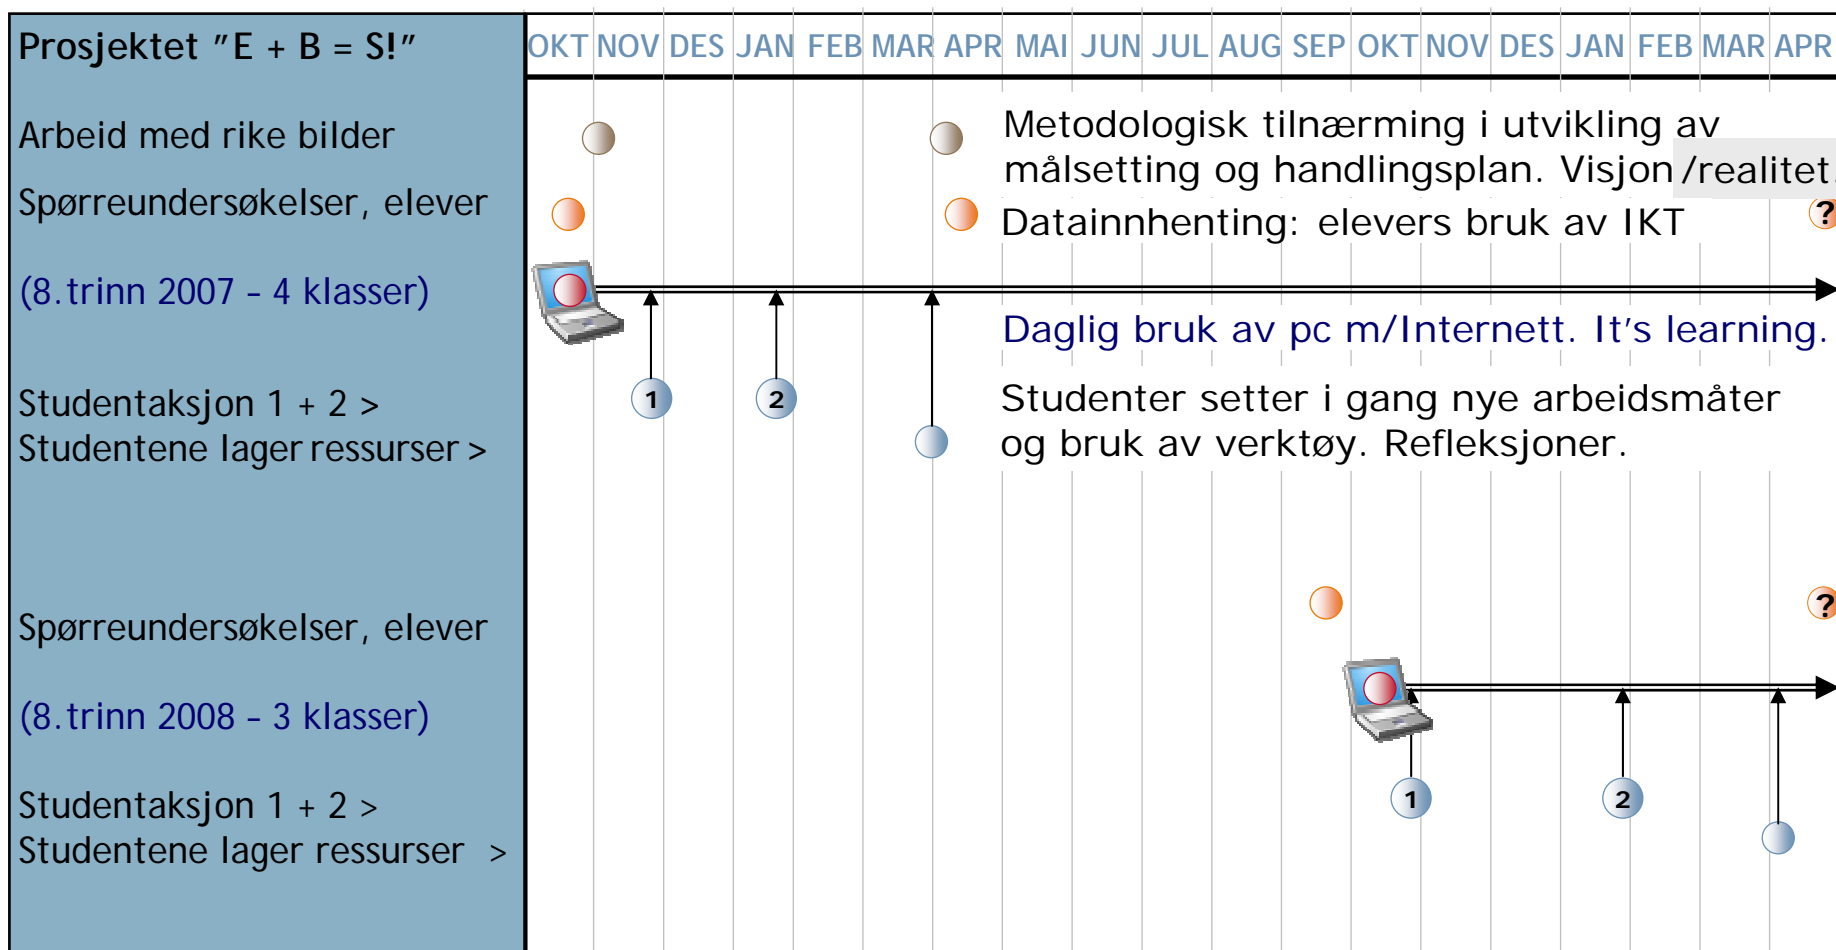 Prosjektet "E + B = S!"
OKT NOV DES JAN FEB MAR APR MAI JUN JUL AUG SEP OKT NOV DES JAN FEB MAR APR
Arbeid med rike bilder
Metodologisk tilnærming i utvikling av
målsetting og handlingsplan. Visjon /realitet.
Spørreundersøkelser, elever
Datainnhenting: elevers bruk av IKT
?
(8.trinn 2007 – 4 klasser)
Daglig bruk av pc m/Internett. It's learning.
Studentaksjon 1 + 2 >
1
2
Studenter setter i gang nye arbeidsmåter
Studentene lager ressurser >
og bruk av verktøy. Refleksjoner.
?
Spørreundersøkelser, elever
(8.trinn 2008 – 3 klasser)
Studentaksjon 1 + 2 >
1
2
Studentene lager ressurser >